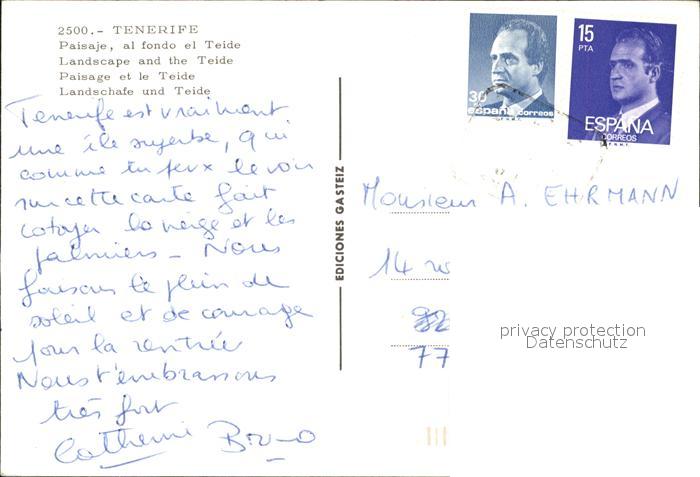 2500.- TENERIFE
Paisaje, al fondo el Teide
Landscape and the Teide
Paisage et le Teide
Landschafe und Teide
Tenerife est vraiment
une île superbe, qui
comme tu peux le voir
sur cette carte fait
cotoyer la neige et les
palmiers - Nous
faisons le plein de
soleil et de courage
pour la rentrée
Nous t'embrassons
très fort
Catherine Bruno
EDICIONES GASTEIZ
30
españa correos
F.N.M.T.
15
PTA
ESPAÑA
CORREOS
F.N.M.T.
Monsieur A. EHRMANN
14
77
privacy protection
Datenschutz